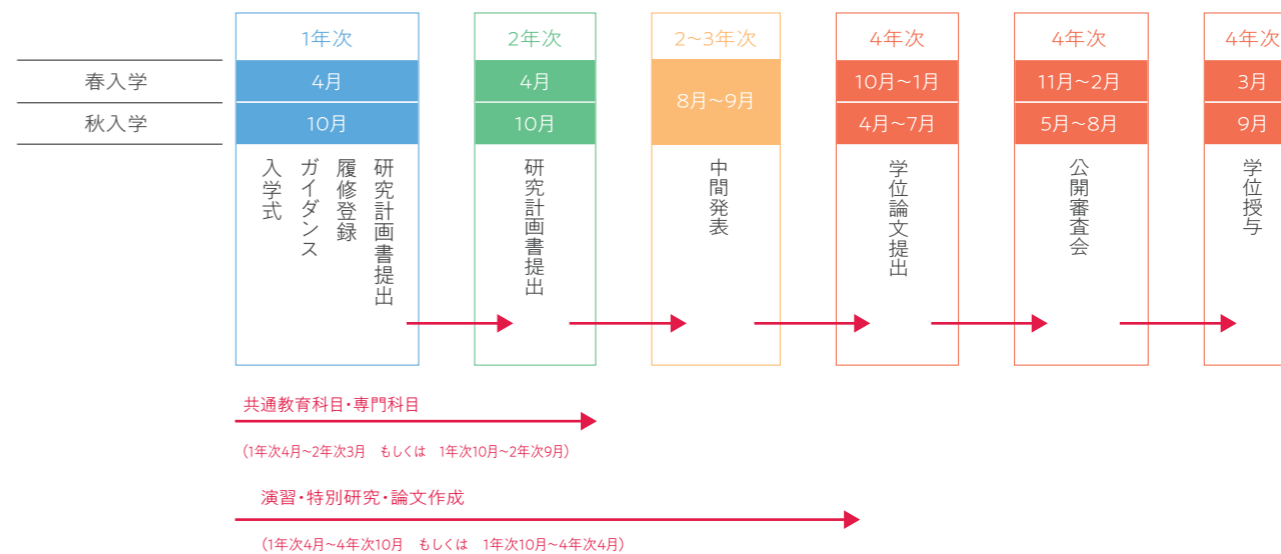 1年次
2年次
2~3年次
4年次
4年次
4年次
春入学
4月
4月
8月~9月
10月~1月
11月~2月
3月
秋入学
10月
10月
4月~7月
5月~8月
9月
研究計画書提出
履修登録
ガイダンス
入学式
研究計画書提出
中間発表
学位論文提出
公開審査会
学位授与
共通教育科目・専門科目
(1年次4月~2年次3月 もしくは 1年次10月~2年次9月)
演習・特別研究・論文作成
(1年次4月~4年次10月 もしくは 1年次10月~4年次4月)